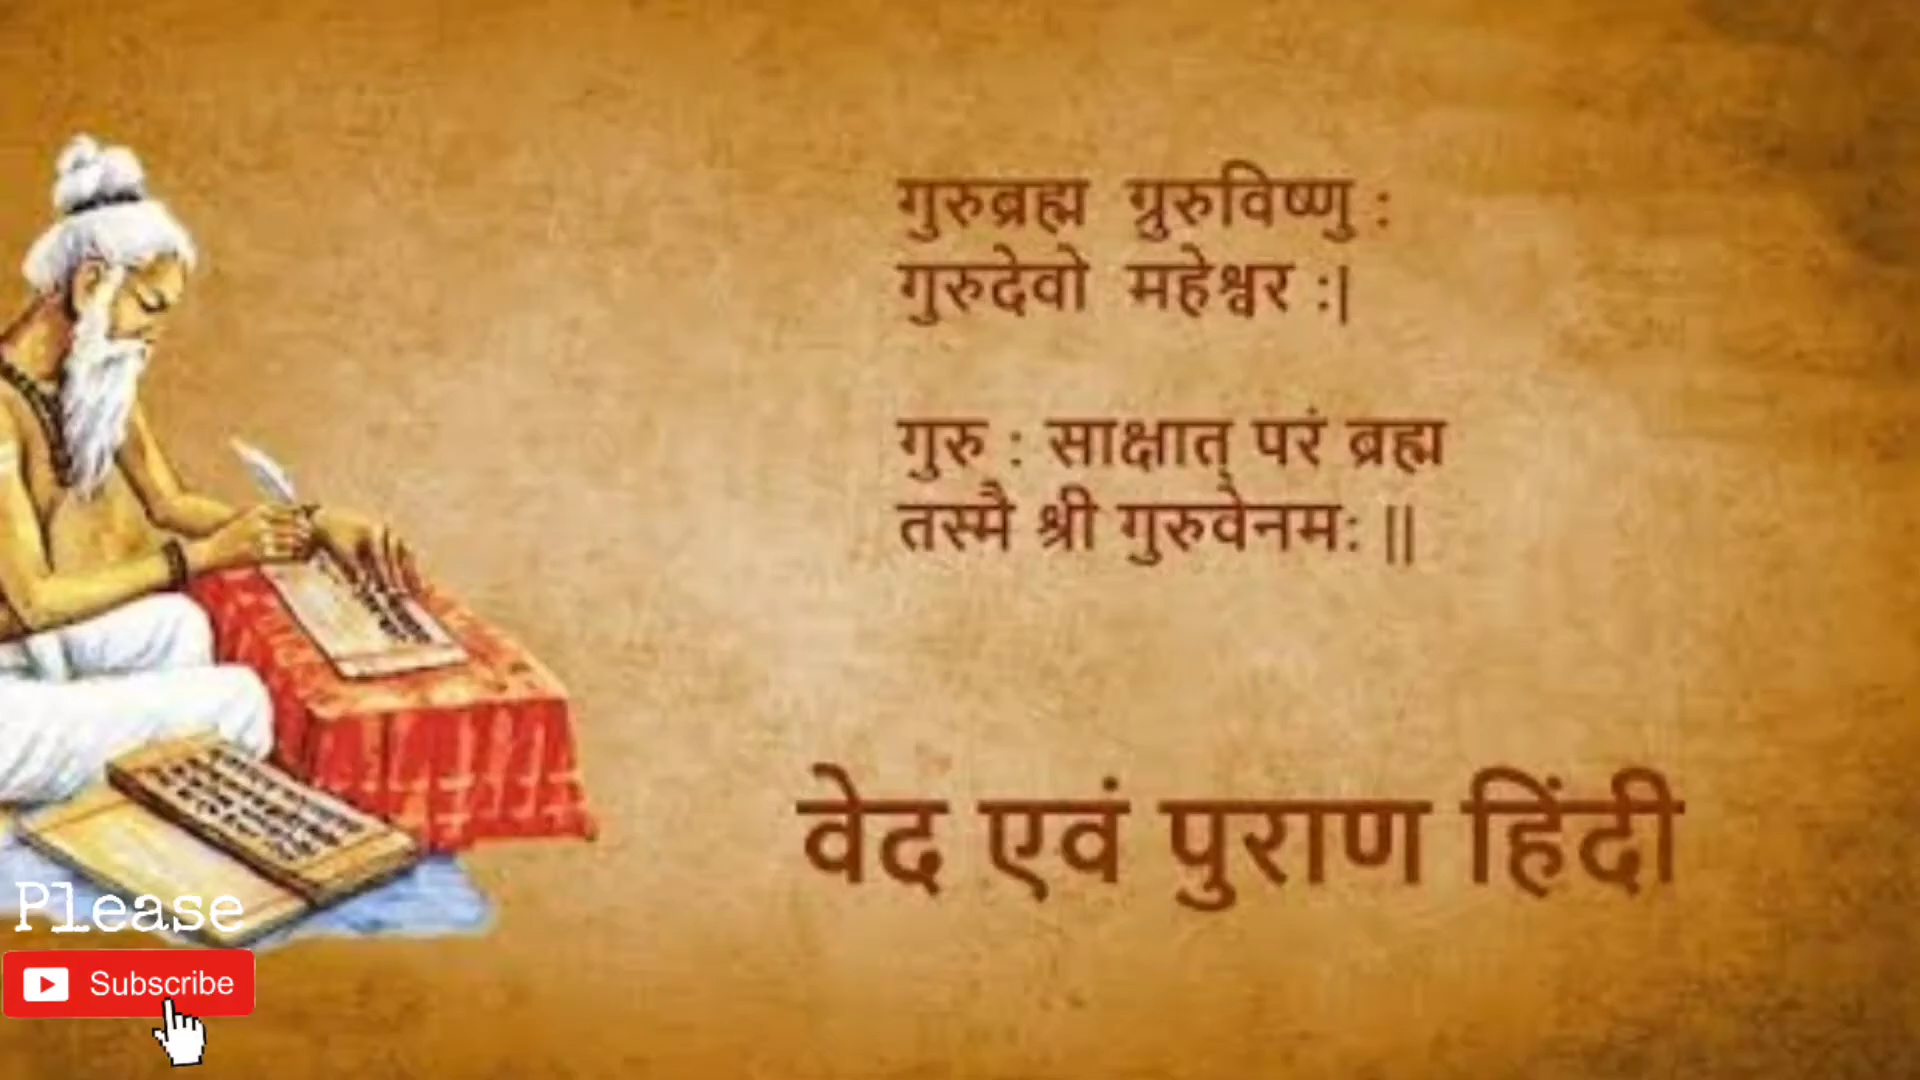 गुरुब्रह्म ग्रुरुविष्णु :
गुरुदेवो महेश्वर :|
गुरु : साक्षात् परं ब्रह्म
तस्मै श्री गुरुवेनमः ||
वेद एवं पुराण हिंदी
Please
Subscribe